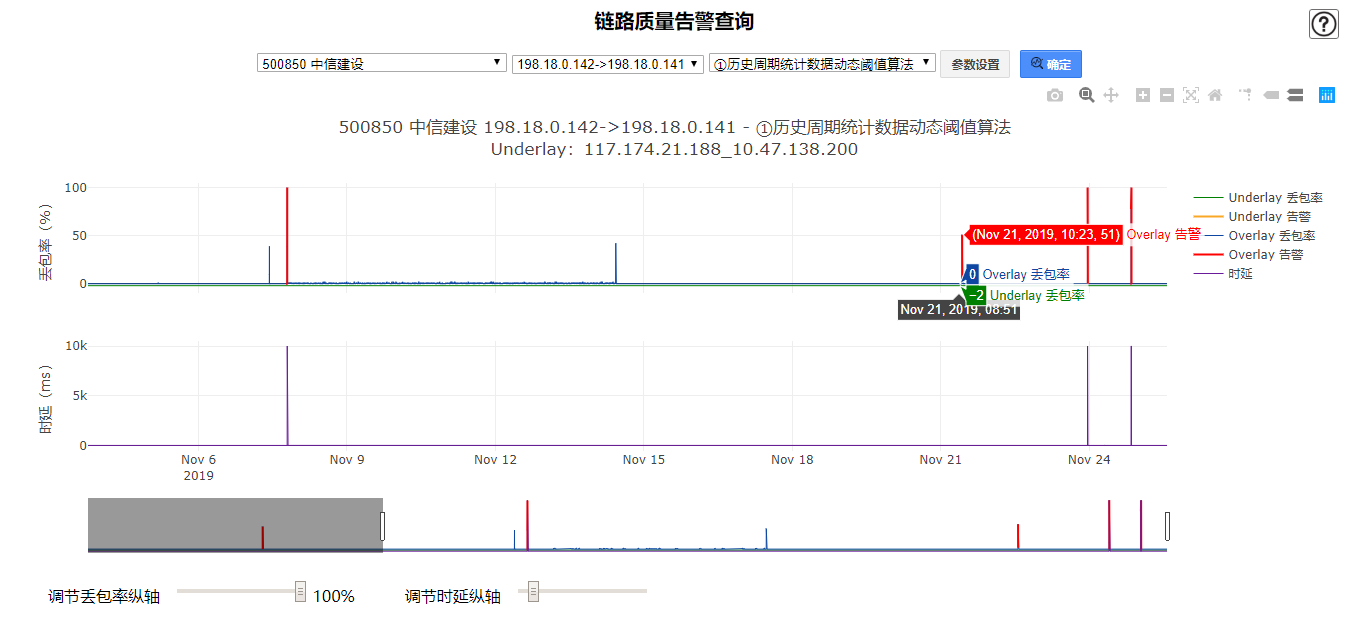 链路质量告警查询
500850 中信建设 198.18.0.142->198.18.0.141 ①历史周期统计数据动态阈值算法 参数设置 确定
500850 中信建设 198.18.0.142->198.18.0.141 - ①历史周期统计数据动态阈值算法
Underlay：117.174.21.188_10.47.138.200
丢包率（%）
100
50
0
(Nov 21, 2019, 10:23, 51) Overlay 告警
0 Overlay 丢包率
−2 Underlay 丢包率
Nov 21, 2019, 08:51
Underlay 丢包率
Underlay 告警
Overlay 丢包率
Overlay 告警
时延
时延（ms）
10k
5k
0
Nov 6 Nov 9 Nov 12 Nov 15 Nov 18 Nov 21 Nov 24
2019
调节丢包率纵轴 100% 调节时延纵轴